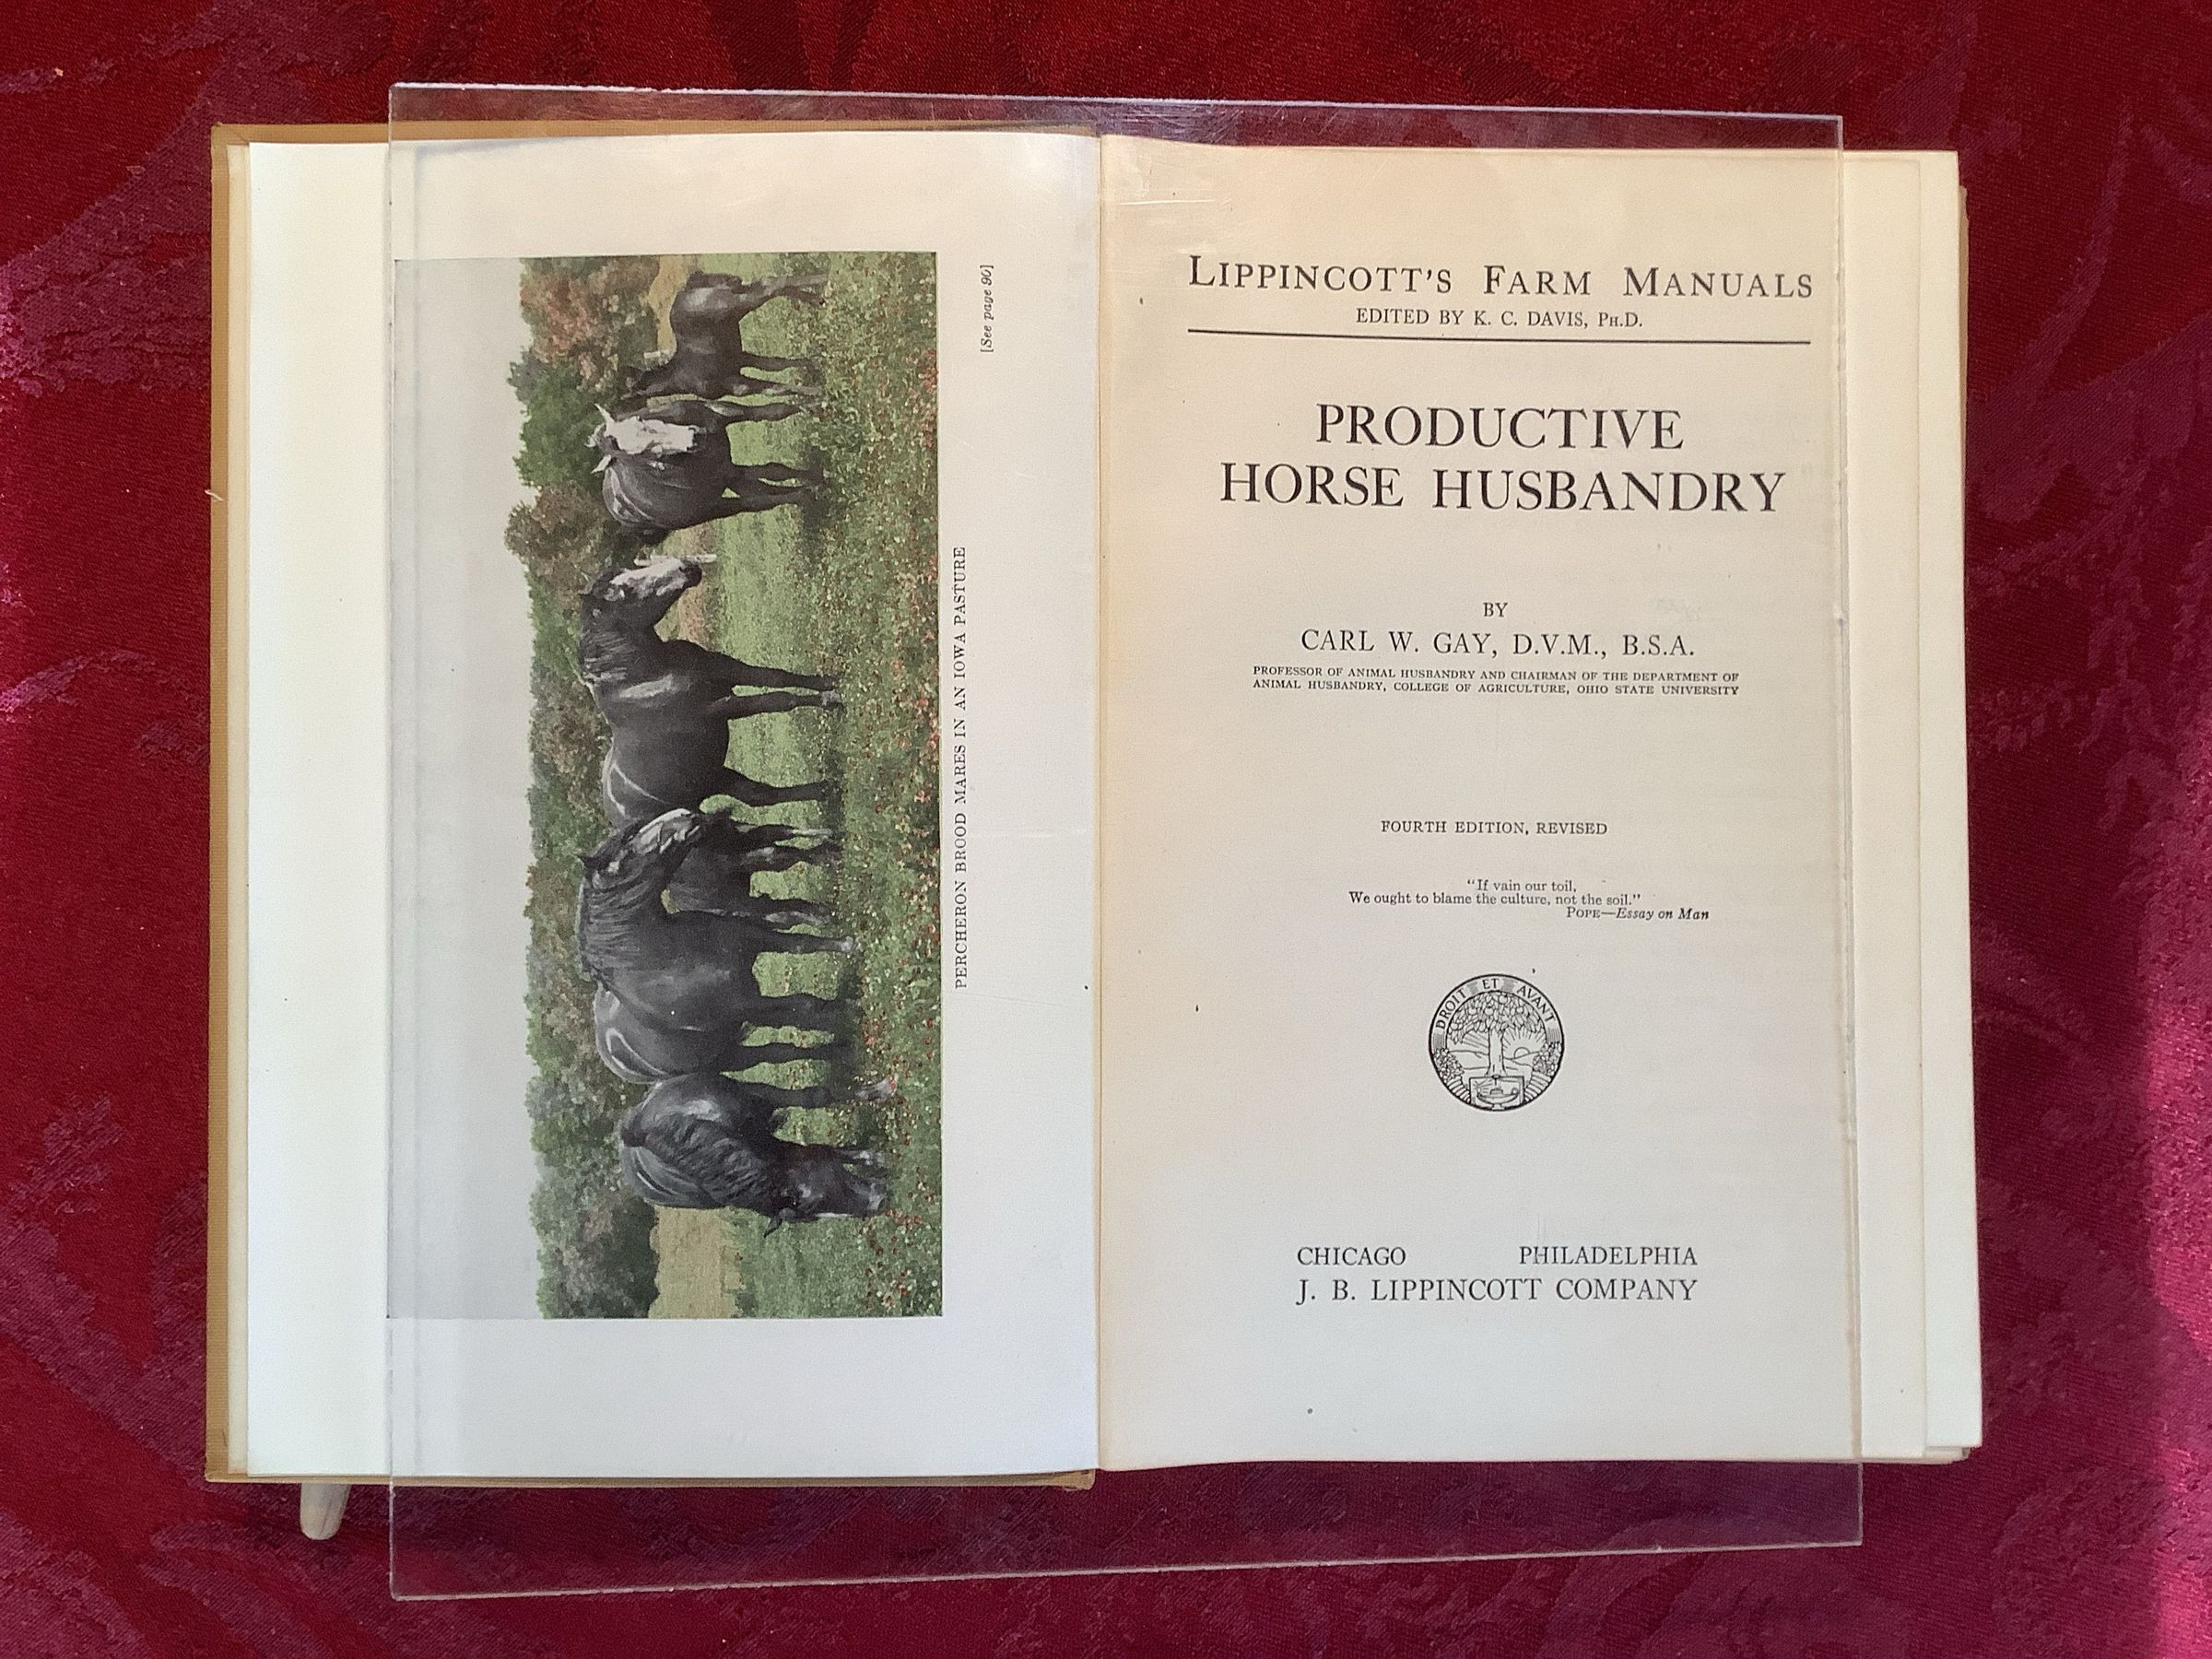 PERCHERON BROOD MARES IN AN IOWA PASTURE
[See page 90]
LIPPINCOTT'S FARM MANUALS
EDITED BY K. C. DAVIS, PH.D.
PRODUCTIVE
HORSE HUSBANDRY
BY
CARL W. GAY, D.V.M., B.S.A.
PROFESSOR OF ANIMAL HUSBANDRY AND CHAIRMAN OF THE DEPARTMENT OF
ANIMAL HUSBANDRY, COLLEGE OF AGRICULTURE, OHIO STATE UNIVERSITY
FOURTH EDITION, REVISED
"If vain our toil,
We ought to blame the culture, not the soil."
POPE—Essay on Man
DROIT ET AVANT
CHICAGO PHILADELPHIA
J. B. LIPPINCOTT COMPANY